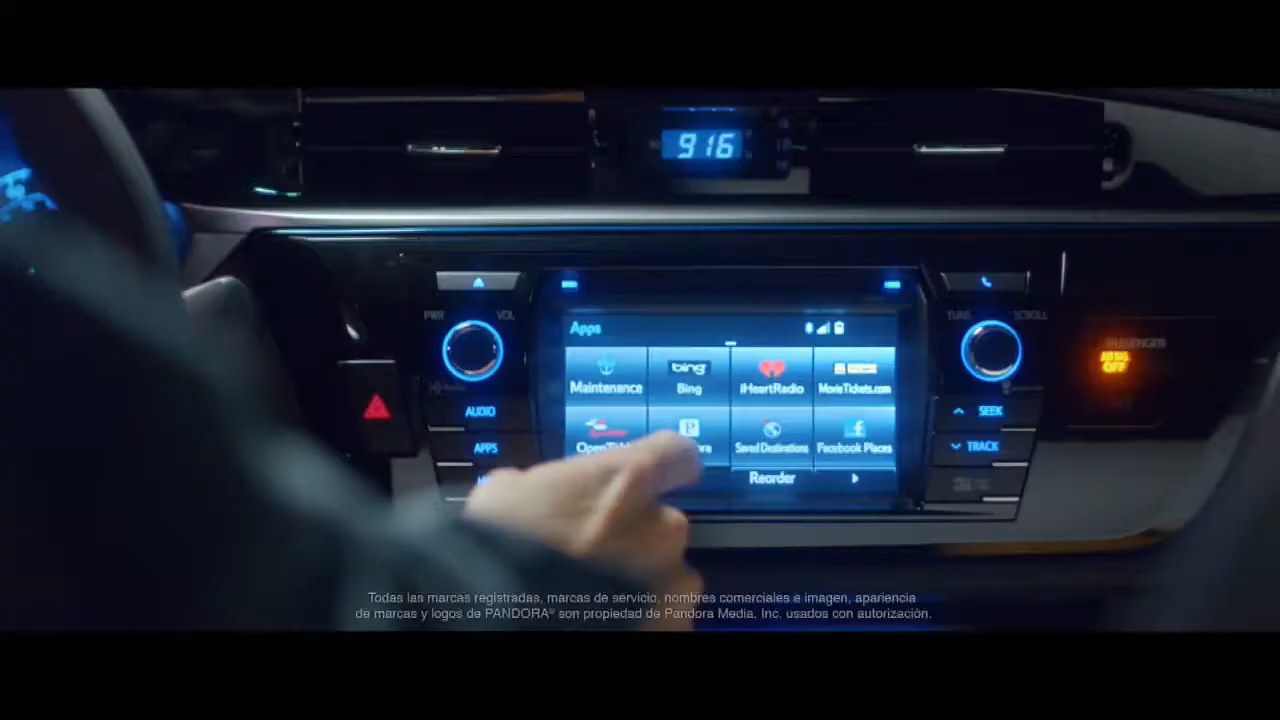 916
PWR VOL
TUNE SCROLL
Apps
PASSENGER
OFF
Maintenance
Bing
bing
iHeartRadio
MovieTickets.com
AUDIO
SEEK
APPS
TRACK
Saved Destinations
Facebook Places
Reorder
Todas las marcas registradas, marcas de servicio, nombres comerciales e imagen, apariencia
de marcas y logos de PANDORA® son propiedad de Pandora Media, Inc. usados con autorización.